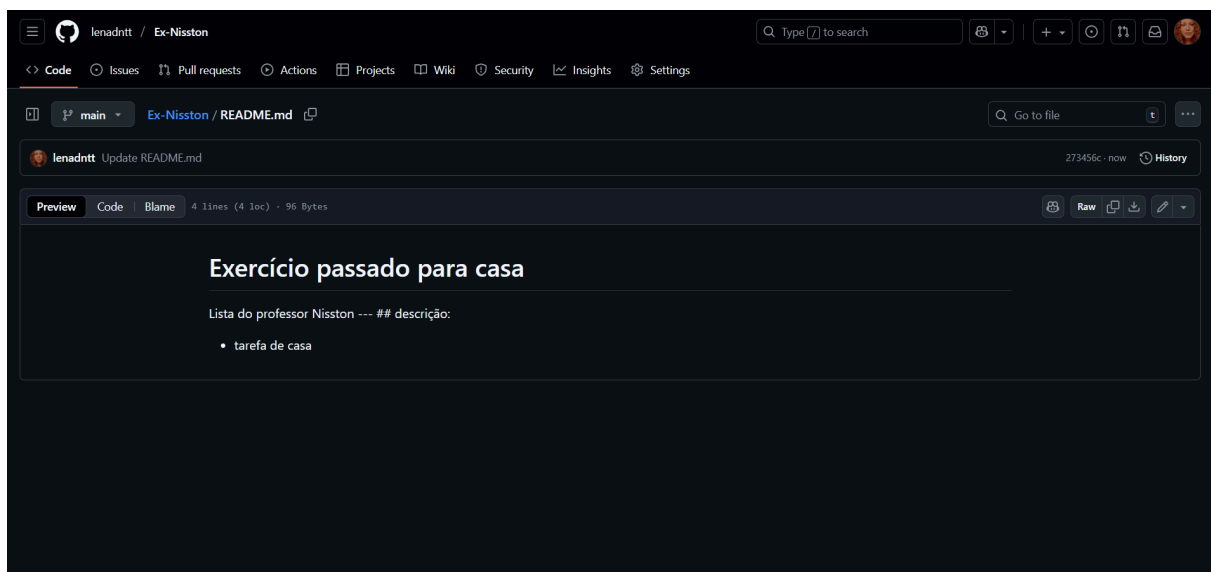 lenadntt / Ex-Nisston
Type / to search
Code Issues Pull requests Actions Projects Wiki Security Insights Settings
main Ex-Nisston / README.md
Go to file t
lenadntt Update README.md
273456c · now History
Preview Code Blame 4 lines (4 loc) · 96 Bytes
Raw
Exercício passado para casa
Lista do professor Nisston --- ## descrição:
• tarefa de casa